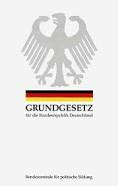 GRUNDGESETZ
für die Bundesrepublik Deutschland
Bundeszentrale für politische Bildung